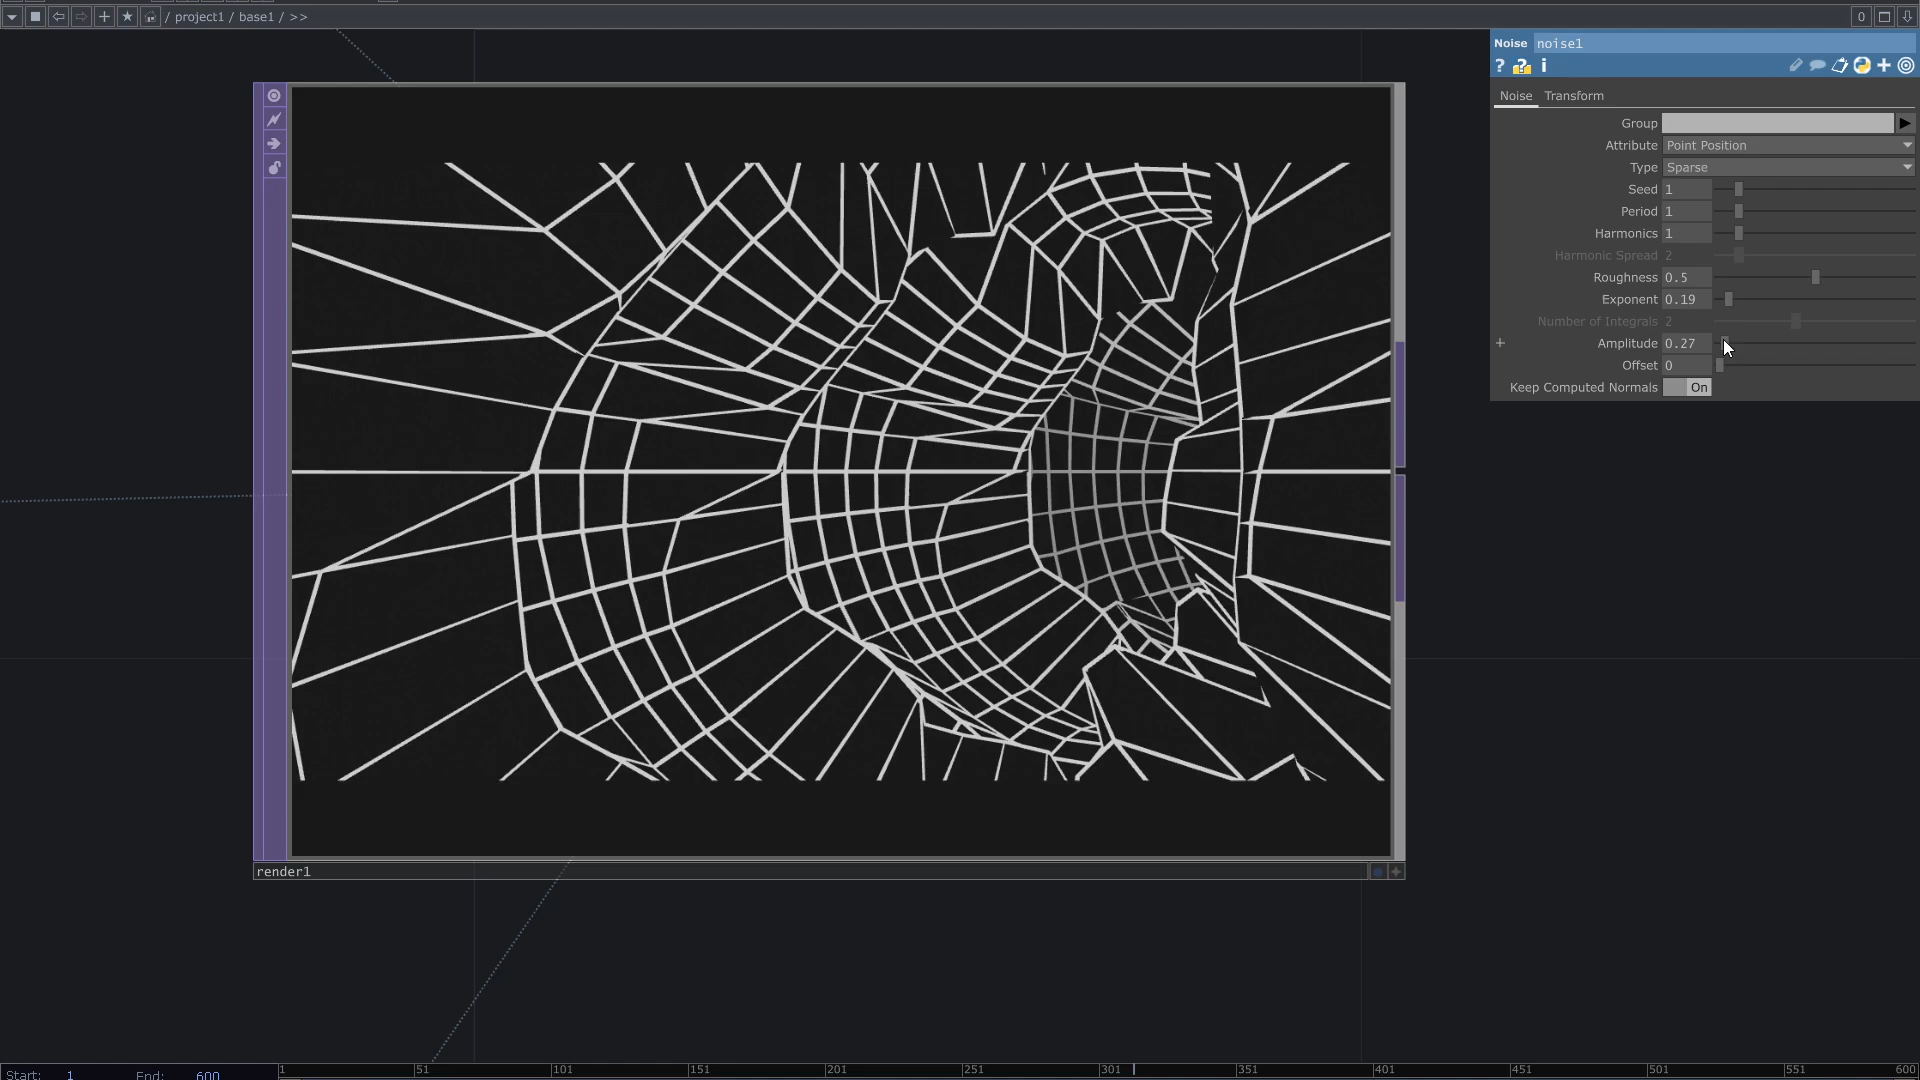 / project1 / base1 / >>
0
Noise noise1
? ? i
Noise Transform
Group
Attribute Point Position
Type Sparse
Seed 1
Period 1
Harmonics 1
Harmonic Spread 2
Roughness 0.5
Exponent 0.19
Number of Integrals 2
+ Amplitude 0.27
Offset 0
Keep Computed Normals On
render1
1 51 101 151 201 251 301 351 401 451 501 551 600
Start: 1 End: 600